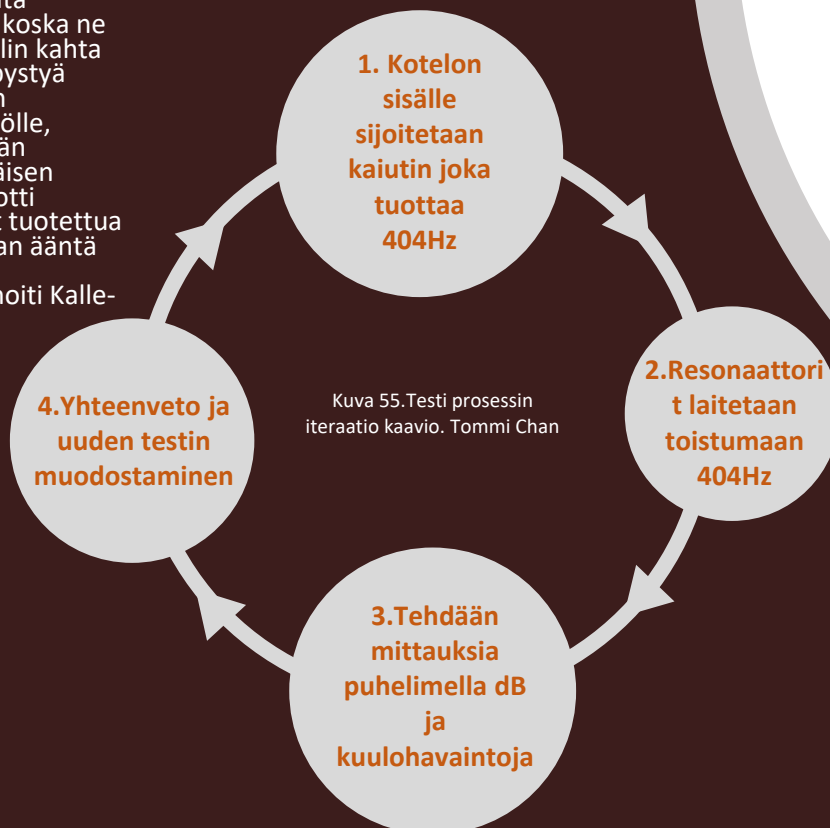 koska ne
lin kahta
pystyä
ölle,
än
äisen
otti
t tuotettua
an ääntä
noiti Kalle-
1. Kotelon
sisälle
sijoitetaan
kaiutin joka
tuottaa
404Hz
2.Resonaattori
t laitetaan
toistumaan
404Hz
3.Tehdään
mittauksia
puhelimella dB
ja
kuulohavaintoja
4.Yhteenveto ja
uuden testin
muodostaminen
Kuva 55.Testi prosessin
iteraatio kaavio. Tommi Chan